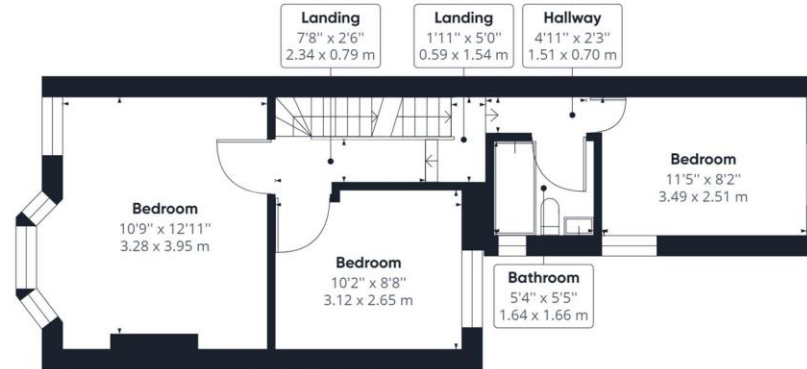 Landing
7'8" x 2'6"
2.34 x 0.79 m
Landing
1'11" x 5'0"
0.59 x 1.54 m
Hallway
4'11" x 2'3"
1.51 x 0.70 m
Bedroom
10'9" x 12'11"
3.28 x 3.95 m
Bedroom
10'2" x 8'8"
3.12 x 2.65 m
Bedroom
11'5" x 8'2"
3.49 x 2.51 m
Bathroom
5'4" x 5'5"
1.64 x 1.66 m